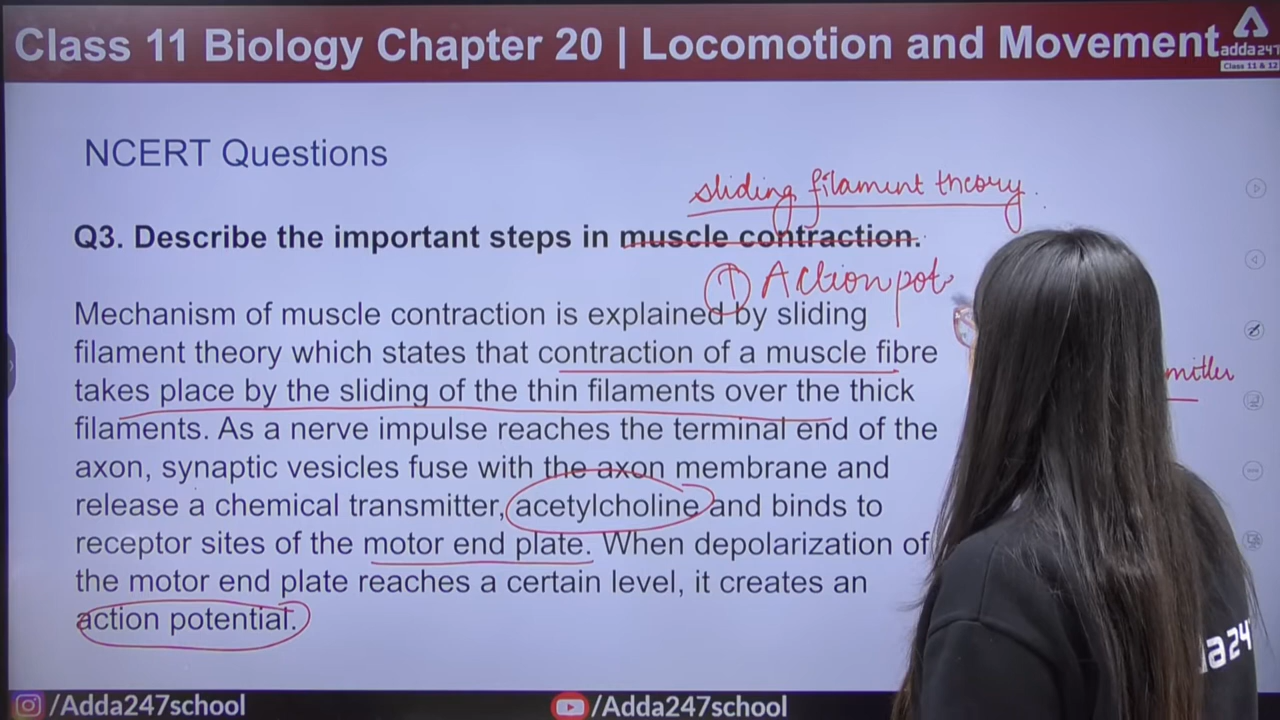 Class 11 Biology Chapter 20 | Locomotion and Movement
adda247
Class 11 & 12
NCERT Questions
sliding filament theory.
Q3. Describe the important steps in muscle contraction.
① Action pot
Mechanism of muscle contraction is explained by sliding
filament theory which states that contraction of a muscle fibre
takes place by the sliding of the thin filaments over the thick
filaments. As a nerve impulse reaches the terminal end of the
axon, synaptic vesicles fuse with the axon membrane and
release a chemical transmitter, acetylcholine and binds to
receptor sites of the motor end plate. When depolarization of
the motor end plate reaches a certain level, it creates an
action potential.
mitter
da247
/Adda247school
/Adda247school